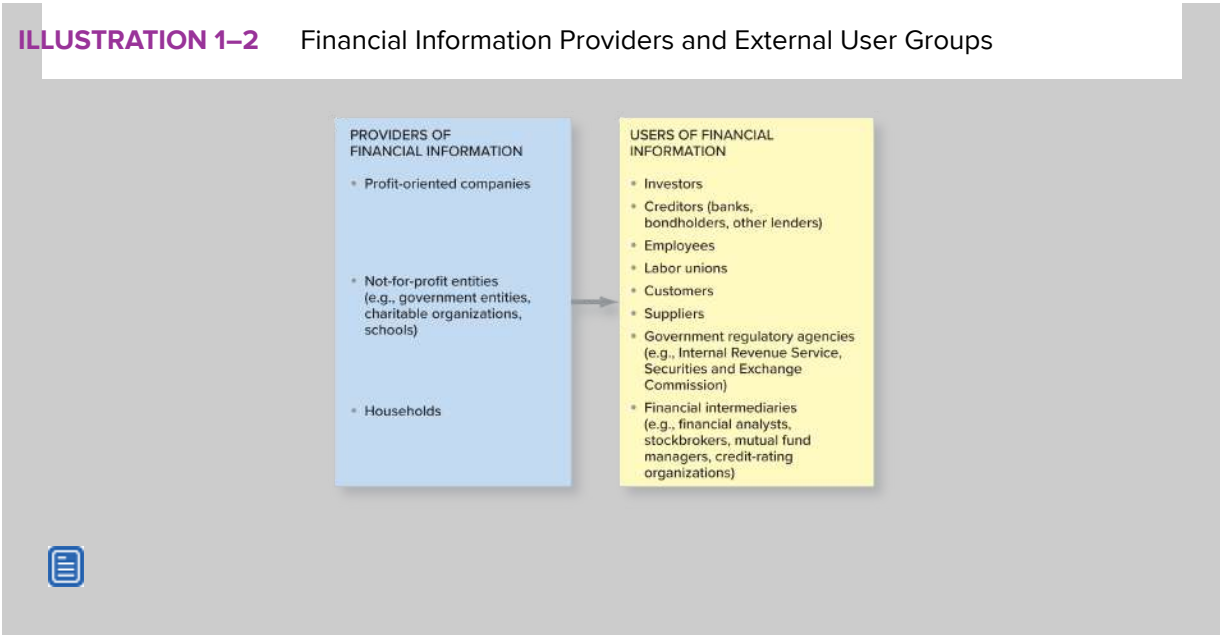 ILLUSTRATION 1–2 Financial Information Providers and External User Groups
PROVIDERS OF
FINANCIAL INFORMATION
• Profit-oriented companies
• Not-for-profit entities
(e.g., government entities,
charitable organizations,
schools)
• Households
USERS OF FINANCIAL
INFORMATION
• Investors
• Creditors (banks,
bondholders, other lenders)
• Employees
• Labor unions
• Customers
• Suppliers
• Government regulatory agencies
(e.g., Internal Revenue Service,
Securities and Exchange
Commission)
• Financial intermediaries
(e.g., financial analysts,
stockbrokers, mutual fund
managers, credit-rating
organizations)